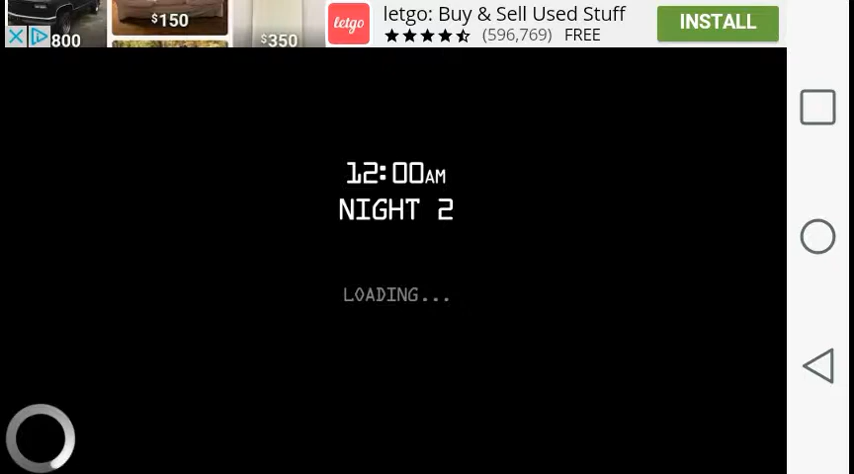 $150
800
$350
letgo
letgo: Buy & Sell Used Stuff
(596,769) FREE
INSTALL
12:00AM
NIGHT 2
LOADING...